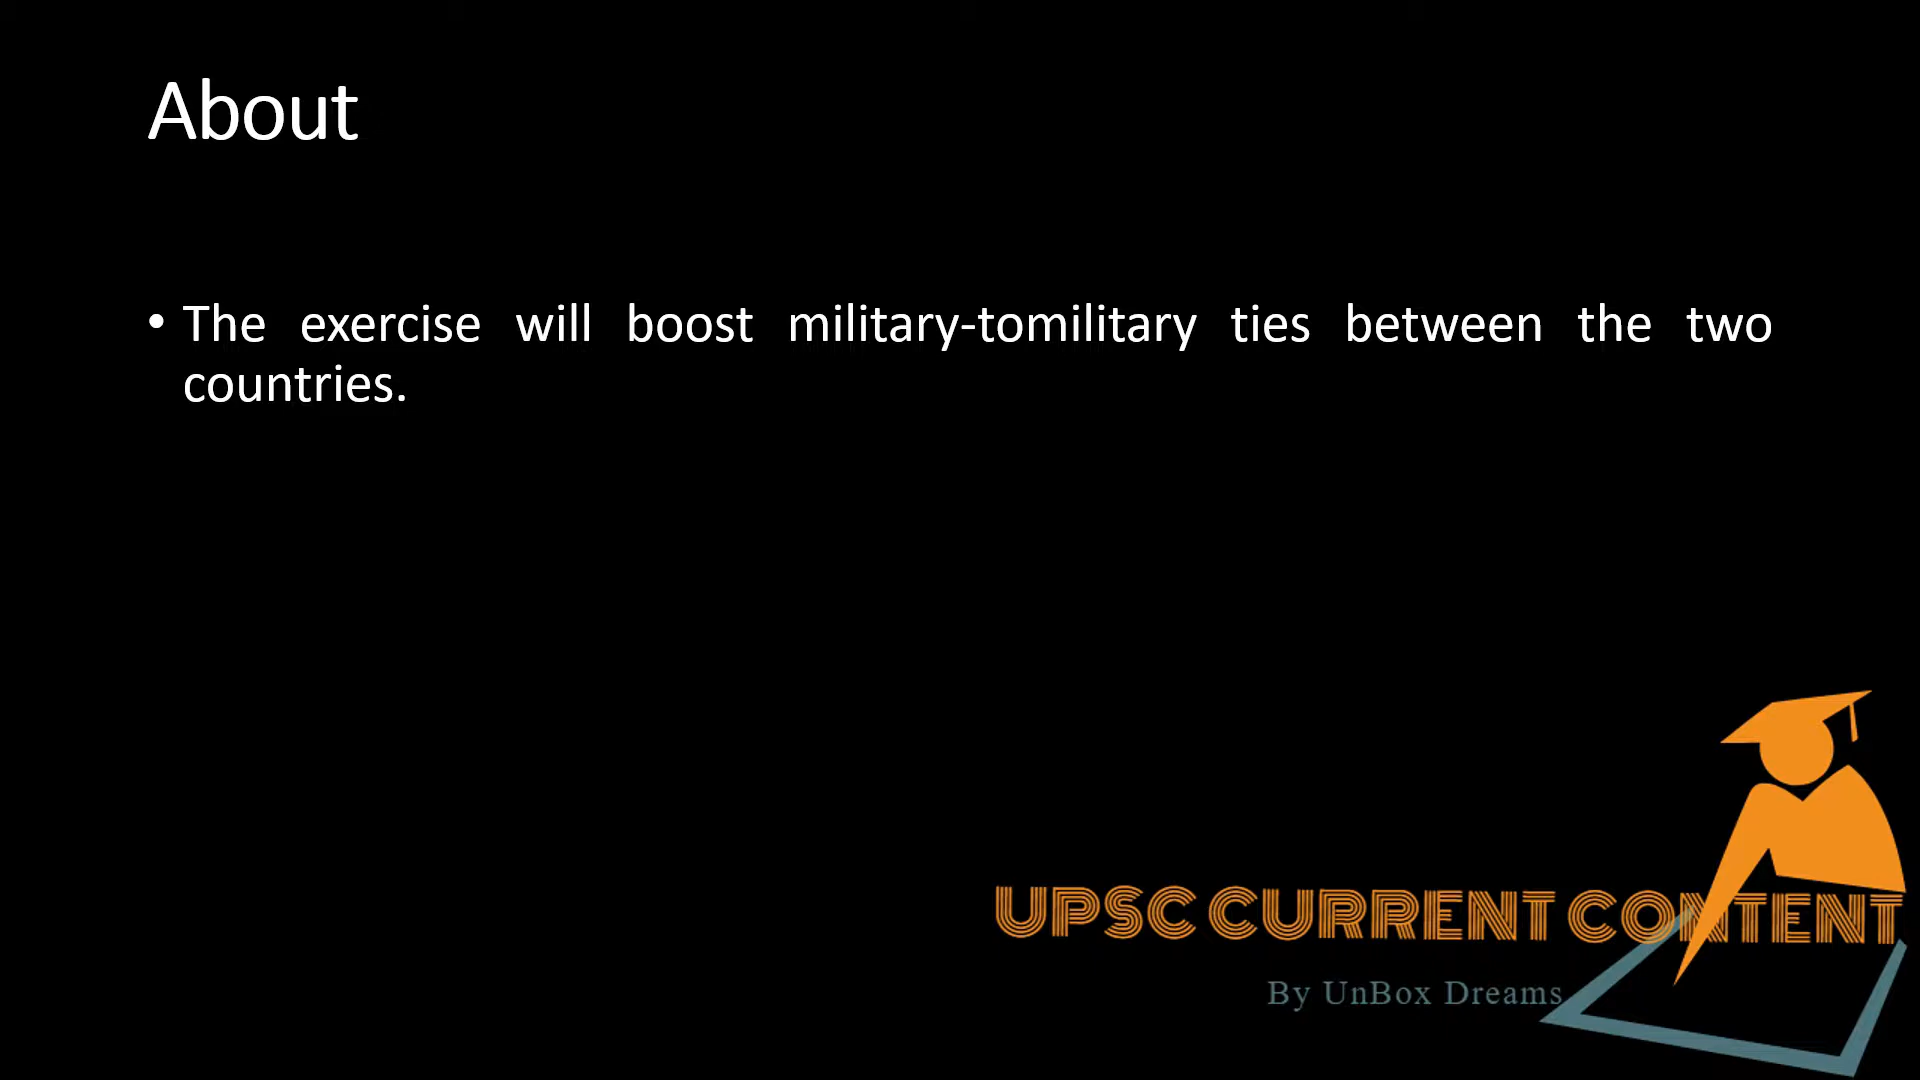 About
• The exercise will boost military-tomilitary ties between the two
countries.
UPSC CURRENT CONTENT
By UnBox Dreams